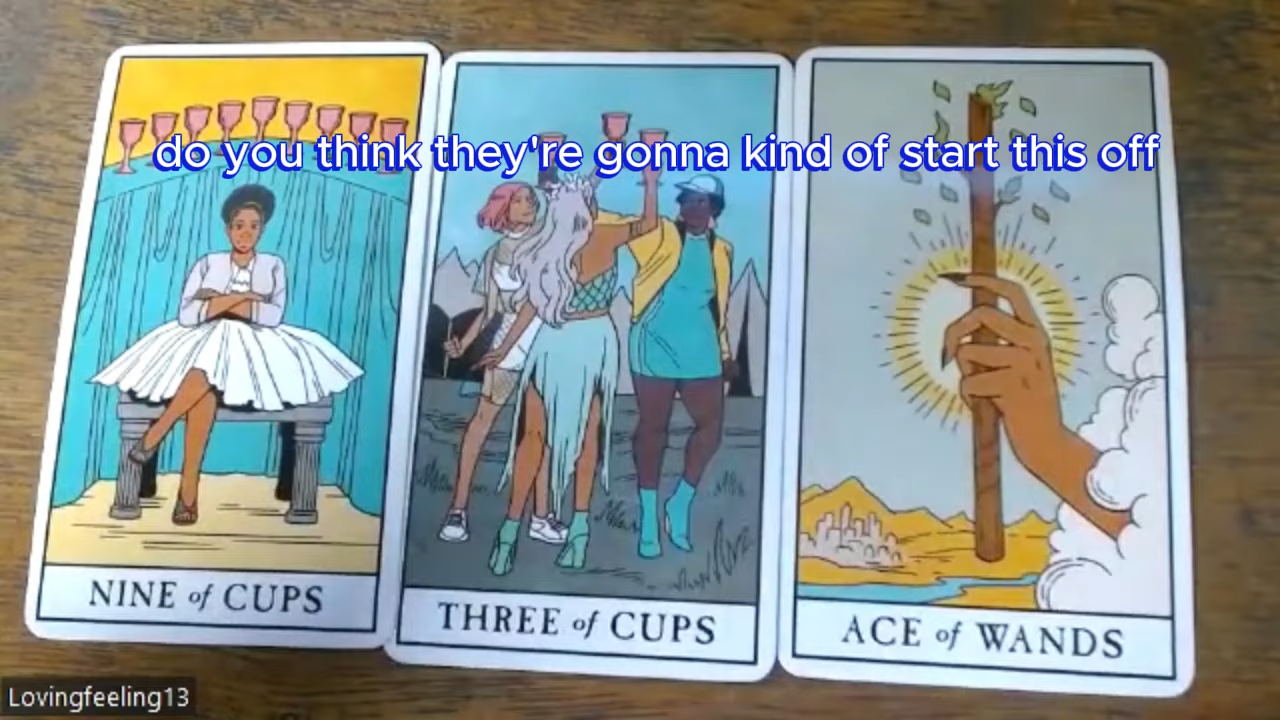 do you think they're gonna kind of start this off
NINE of CUPS
THREE of CUPS
ACE of WANDS
Lovingfeeling13